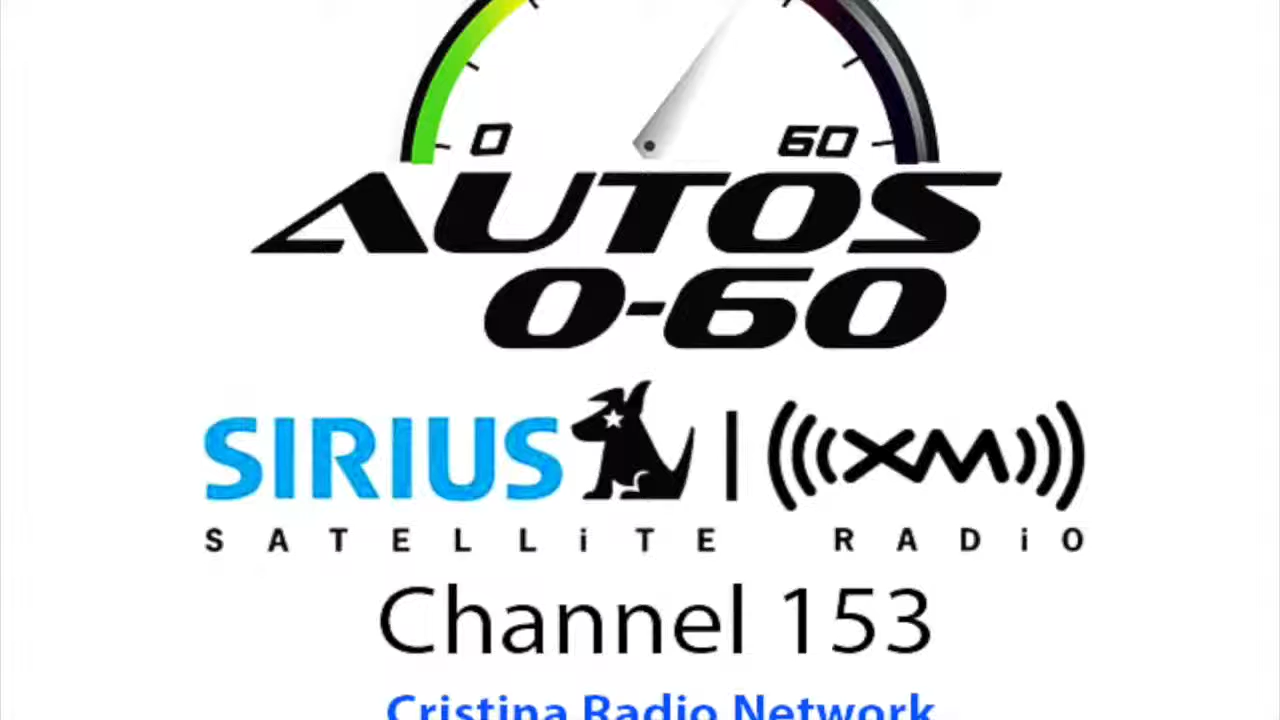 0 60
AUTOS
0-60
SIRIUS | XM
SATELLiTE RADiO
Channel 153
Cristina Radio Network